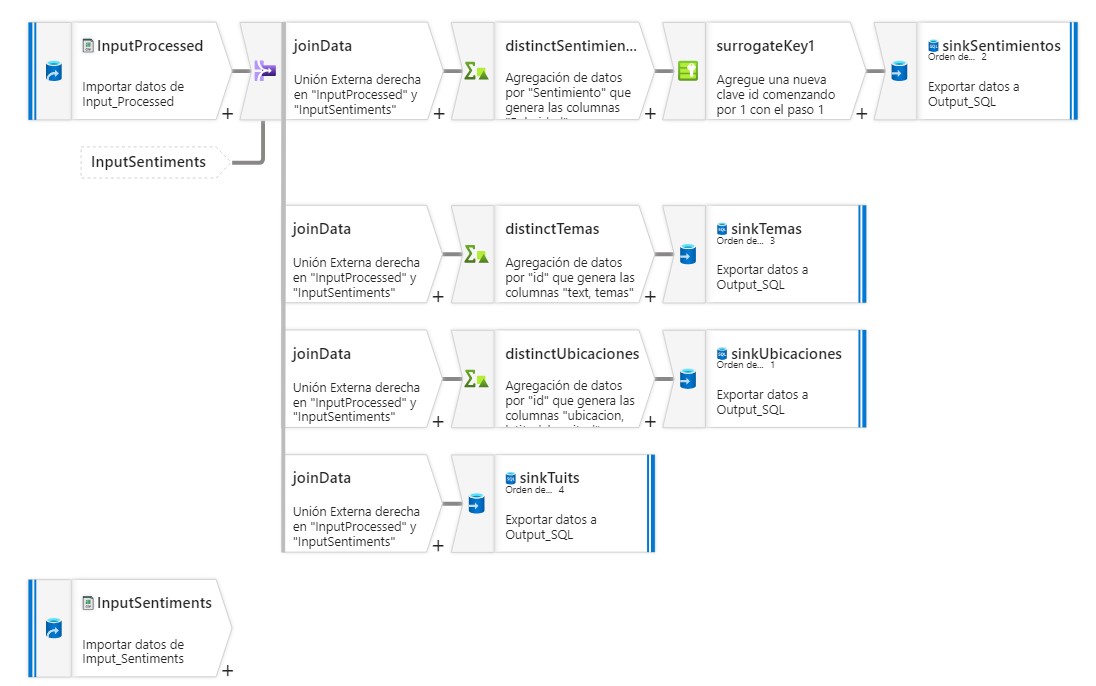 InputProcessed
Importar datos de
Input_Processed
+
joinData
Unión Externa derecha
en "InputProcessed" y
"InputSentiments"
+
distinctSentimien...
Agregación de datos
por "Sentimiento" que
genera las columnas
+
surrogateKey1
Agregue una nueva
clave id comenzando
por 1 con el paso 1
+
sinkSentimientos
Orden de... 2
Exportar datos a
Output_SQL
InputSentiments
joinData
Unión Externa derecha
en "InputProcessed" y
"InputSentiments"
+
distinctTemas
Agregación de datos
por "id" que genera las
columnas "text, temas"
+
sinkTemas
Orden de... 3
Exportar datos a
Output_SQL
joinData
Unión Externa derecha
en "InputProcessed" y
"InputSentiments"
+
distinctUbicaciones
Agregación de datos
por "id" que genera las
columnas "ubicacion,
+
sinkUbicaciones
Orden de... 1
Exportar datos a
Output_SQL
joinData
Unión Externa derecha
en "InputProcessed" y
"InputSentiments"
+
sinkTuits
Orden de... 4
Exportar datos a
Output_SQL
InputSentiments
Importar datos de
Imput_Sentiments
+